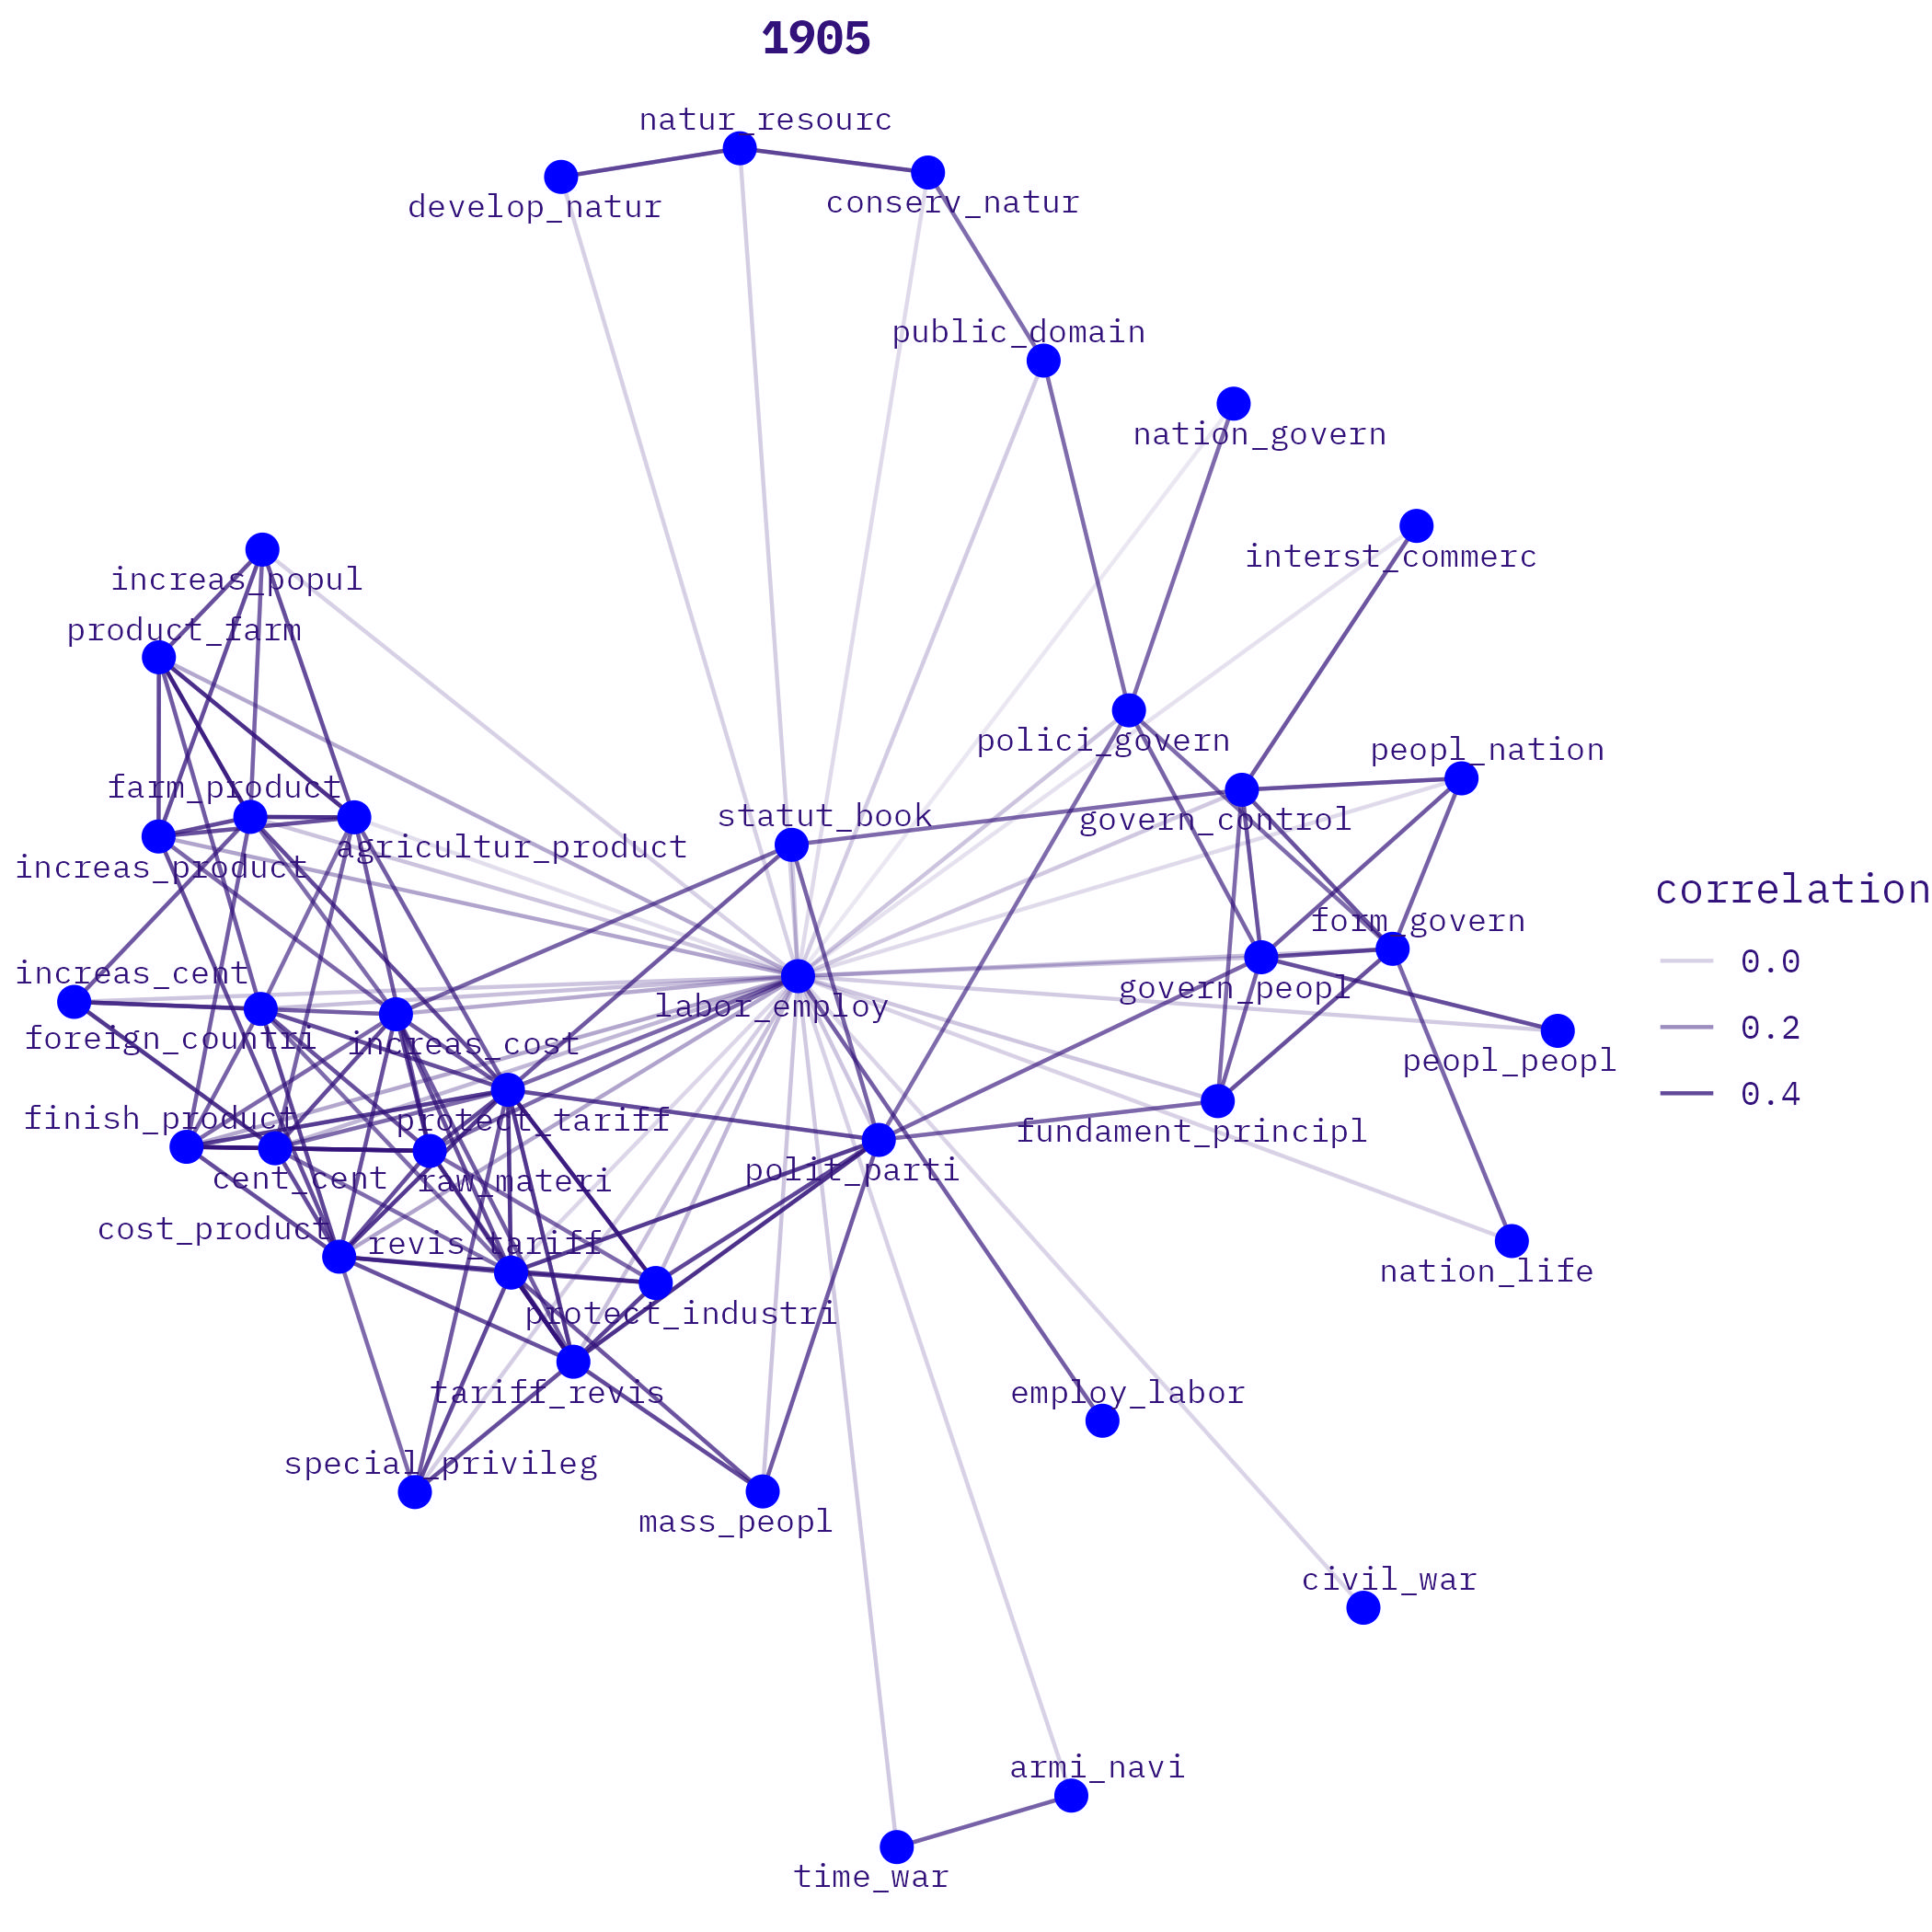 1905
natur_resourc
develop_natur
conserv_natur
public_domain
nation_govern
interst_commerc
increas_popul
product_farm
polici_govern
peopl_nation
farm_product
statut_book
govern_control
agricultur_product
increas_product
correlation
form_govern
0.0
increas_cent
govern_peopl
labor_employ
0.2
foreign_countri
increas_cost
peopl_peopl
0.4
finish_product
protect_tariff
fundament_principl
cent_cent
raw_materi
polit_parti
cost_product
revis_tariff
nation_life
protect_industri
tariff_revis
employ_labor
special_privileg
mass_peopl
civil_war
armi_navi
time_war